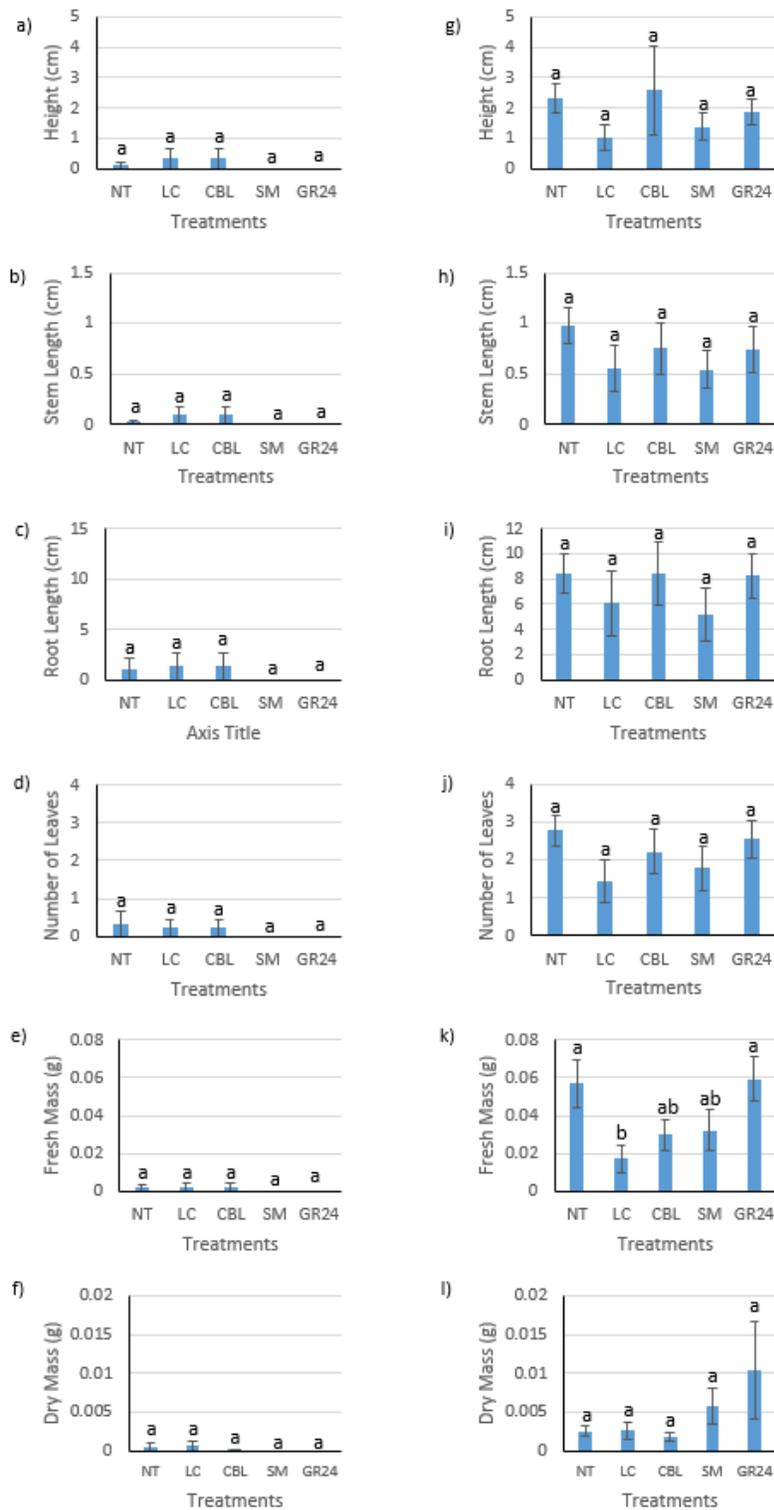 a)
Height (cm)
5
4
3
2
1
0
a a a a a
NT LC CBL SM GR24
Treatments
g)
Height (cm)
5
4
3
2
1
0
a a a a a
NT LC CBL SM GR24
Treatments
b)
Stem Length (cm)
1.5
1
0.5
0
a a a a a
NT LC CBL SM GR24
Treatments
h)
Stem Length (cm)
1.5
1
0.5
0
a a a a a
NT LC CBL SM GR24
Treatments
c)
Root Length (cm)
15
10
5
0
a a a a a
NT LC CBL SM GR24
Axis Title
i)
Root Length (cm)
12
10
8
6
4
2
0
a a a a a
NT LC CBL SM GR24
Treatments
d)
Number of Leaves
4
3
2
1
0
a a a a a
NT LC CBL SM GR24
Treatments
j)
Number of Leaves
4
3
2
1
0
a a a a a
NT LC CBL SM GR24
Treatments
e)
Fresh Mass (g)
0.08
0.06
0.04
0.02
0
a a a a a
NT LC CBL SM GR24
Treatments
k)
Fresh Mass (g)
0.08
0.06
0.04
0.02
0
a b ab ab a
NT LC CBL SM GR24
Treatments
f)
Dry Mass (g)
0.02
0.015
0.01
0.005
0
a a a a a
NT LC CBL SM GR24
Treatments
l)
Dry Mass (g)
0.02
0.015
0.01
0.005
0
a a a a a
NT LC CBL SM GR24
Treatments